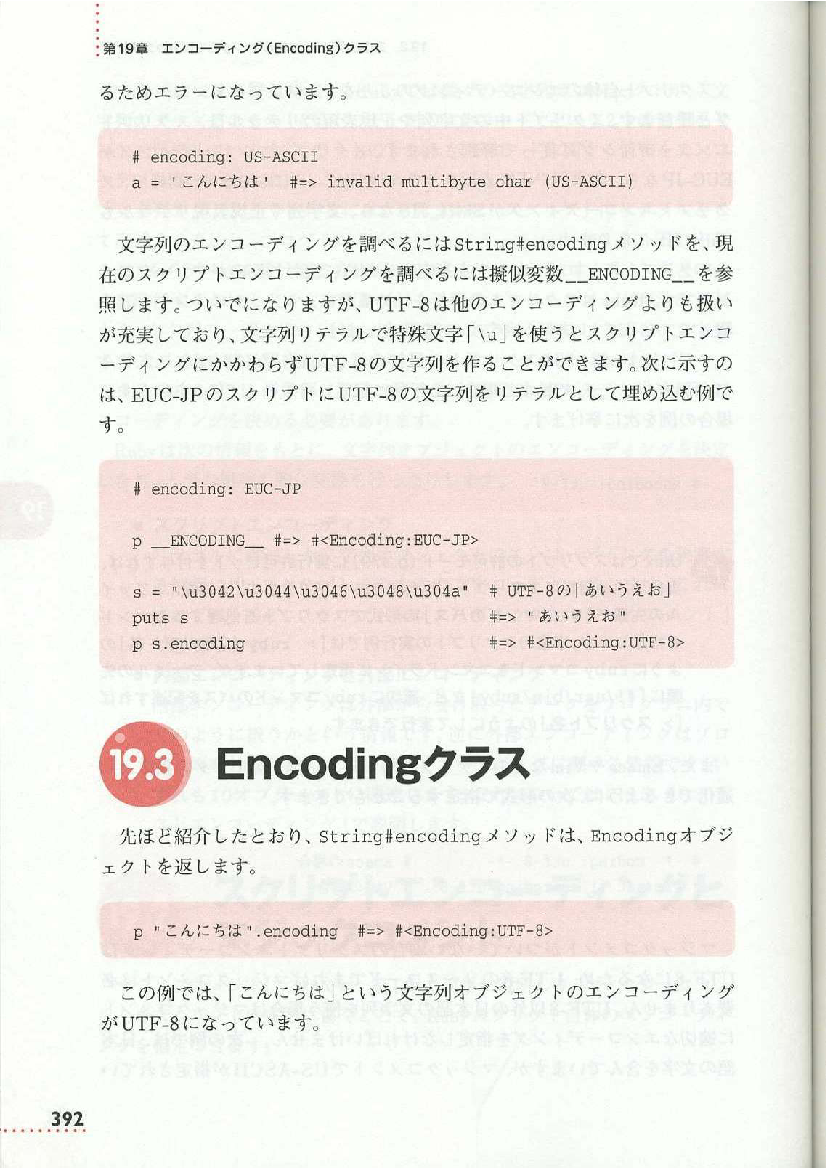 第19章 エンコーディング(Encoding)クラス
るためエラーになっています。
# encoding: US-ASCII
a = 'こんにちは' #=> invalid multibyte char (US-ASCII)
文字列のエンコーディングを調べるにはString#encodingメソッドを、現
在のスクリプトエンコーディングを調べるには擬似変数__ENCODING__を参
照します。ついでになりますが、UTF-8は他のエンコーディングよりも扱い
が充実しており、文字列リテラルで特殊文字「\u」を使うとスクリプトエンコ
ーディングにかかわらずUTF-8の文字列を作ることができます。次に示すの
は、EUC-JPのスクリプトにUTF-8の文字列をリテラルとして埋め込む例で
す。
# encoding: EUC-JP
p __ENCODING__ #=> #<Encoding:EUC-JP>
s = "\u3042\u3044\u3046\u3048\u304a" # UTF-8の「あいうえお」
puts s #=> "あいうえお"
p s.encoding #=> #<Encoding:UTF-8>
19.3 Encodingクラス
先ほど紹介したとおり、String#encodingメソッドは、Encodingオブジ
ェクトを返します。
p "こんにちは".encoding #=> #<Encoding:UTF-8>
この例では、「こんにちは」という文字列オブジェクトのエンコーディング
がUTF-8になっています。
392